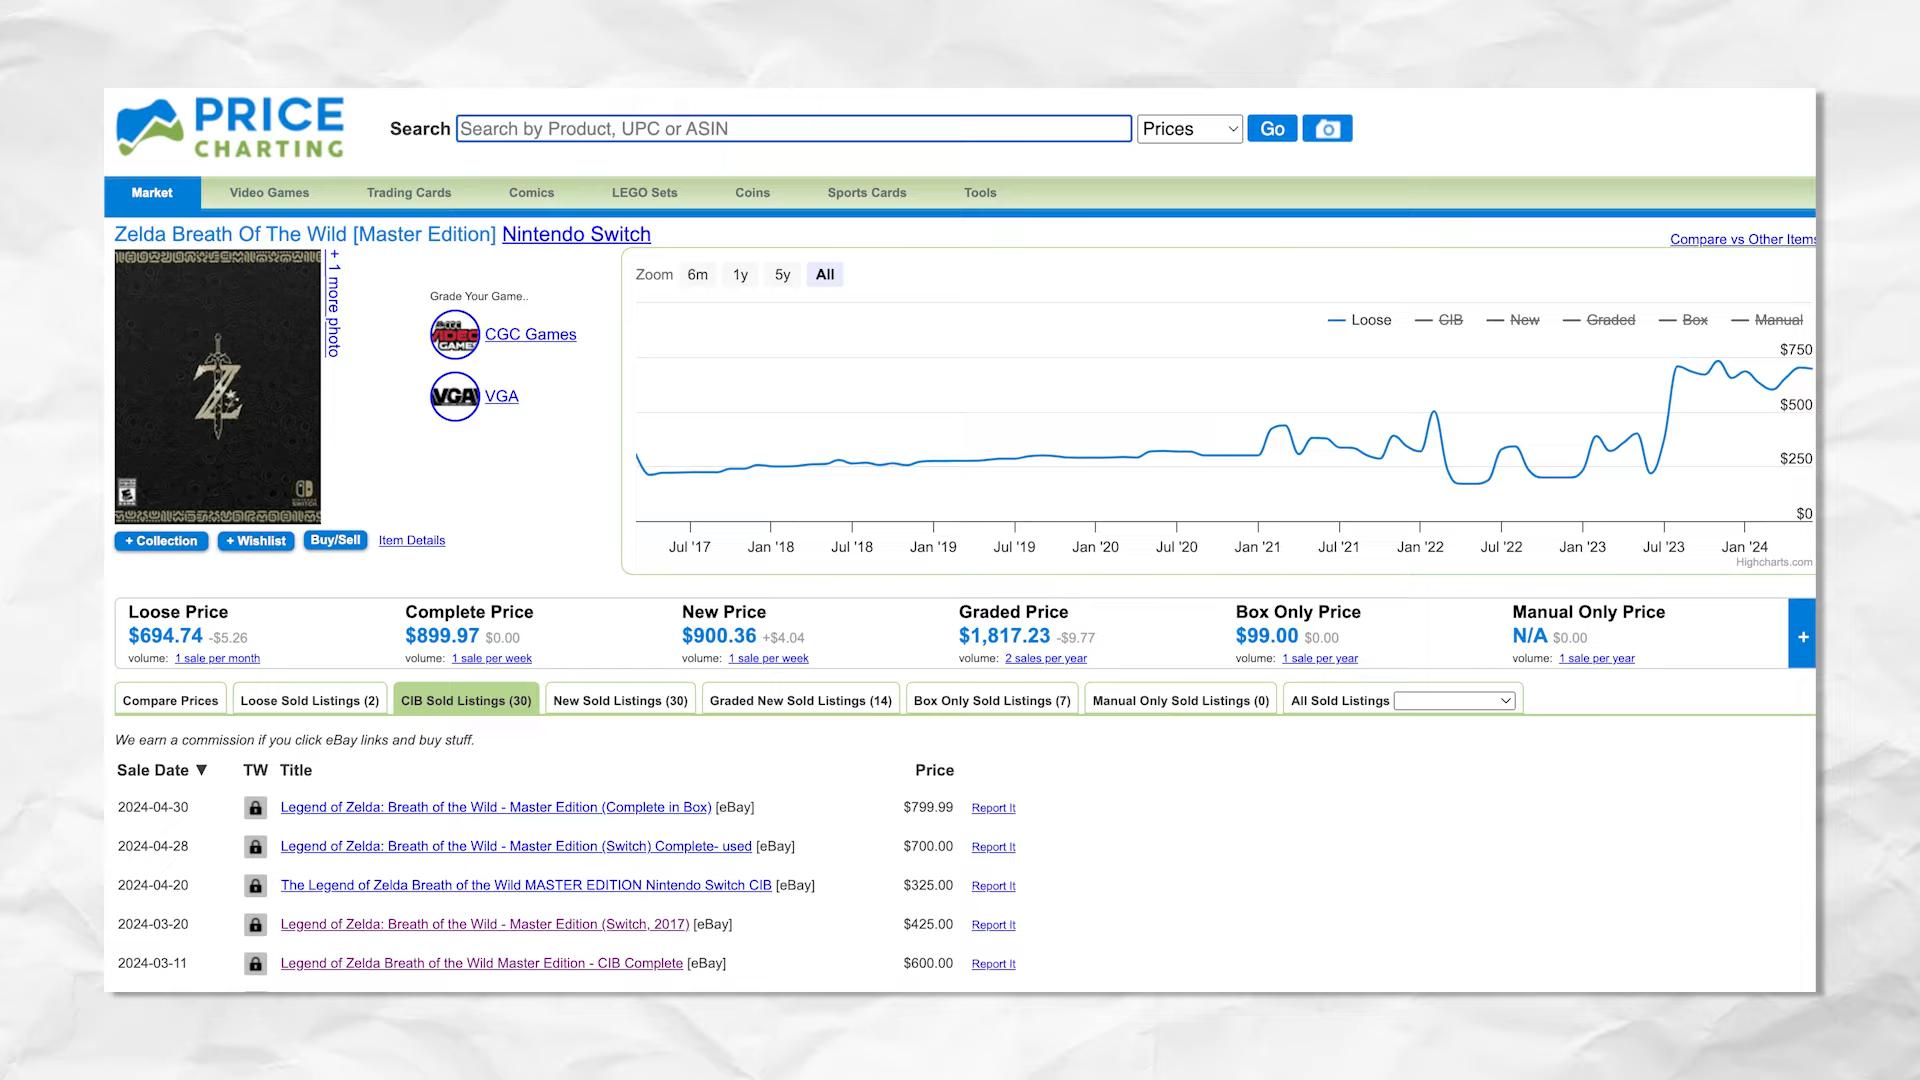 PRICE
CHARTING
Search
Search by Product, UPC or ASIN
Prices
Go
Market
Video Games
Trading Cards
Comics
LEGO Sets
Coins
Sports Cards
Tools
Zelda Breath Of The Wild [Master Edition] Nintendo Switch
Compare vs Other Items
+ 1 more photo
Grade Your Game..
CGC Games
VGA
VGA
Zoom 6m 1y 5y All
Loose CIB New Graded Box Manual
$750
$500
$250
$0
Jul '17 Jan '18 Jul '18 Jan '19 Jul '19 Jan '20 Jul '20 Jan '21 Jul '21 Jan '22 Jul '22 Jan '23 Jul '23 Jan '24
Highcharts.com
+ Collection
+ Wishlist
Buy/Sell
Item Details
Loose Price Complete Price New Price Graded Price Box Only Price Manual Only Price
$694.74 -$5.26 $899.97 $0.00 $900.36 +$4.04 $1,817.23 -$9.77 $99.00 $0.00 N/A $0.00
volume: 1 sale per month volume: 1 sale per week volume: 1 sale per week volume: 2 sales per year volume: 1 sale per year volume: 1 sale per year
+
Compare Prices
Loose Sold Listings (2)
CIB Sold Listings (30)
New Sold Listings (30)
Graded New Sold Listings (14)
Box Only Sold Listings (7)
Manual Only Sold Listings (0)
All Sold Listings
We earn a commission if you click eBay links and buy stuff.
Sale Date ▼ TW Title Price
2024-04-30 Legend of Zelda: Breath of the Wild - Master Edition (Complete in Box) [eBay] $799.99 Report It
2024-04-28 Legend of Zelda: Breath of the Wild - Master Edition (Switch) Complete- used [eBay] $700.00 Report It
2024-04-20 The Legend of Zelda Breath of the Wild MASTER EDITION Nintendo Switch CIB [eBay] $325.00 Report It
2024-03-20 Legend of Zelda: Breath of the Wild - Master Edition (Switch, 2017) [eBay] $425.00 Report It
2024-03-11 Legend of Zelda Breath of the Wild Master Edition - CIB Complete [eBay] $600.00 Report It